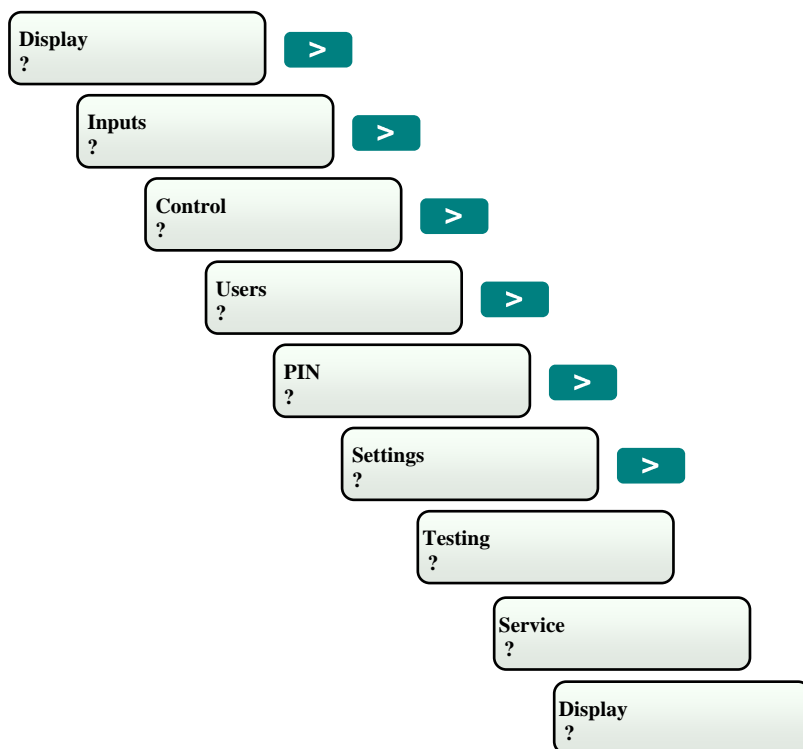 Display
?
>
Inputs
?
>
Control
?
>
Users
?
>
PIN
?
>
Settings
?
>
Testing
?
Service
?
Display
?